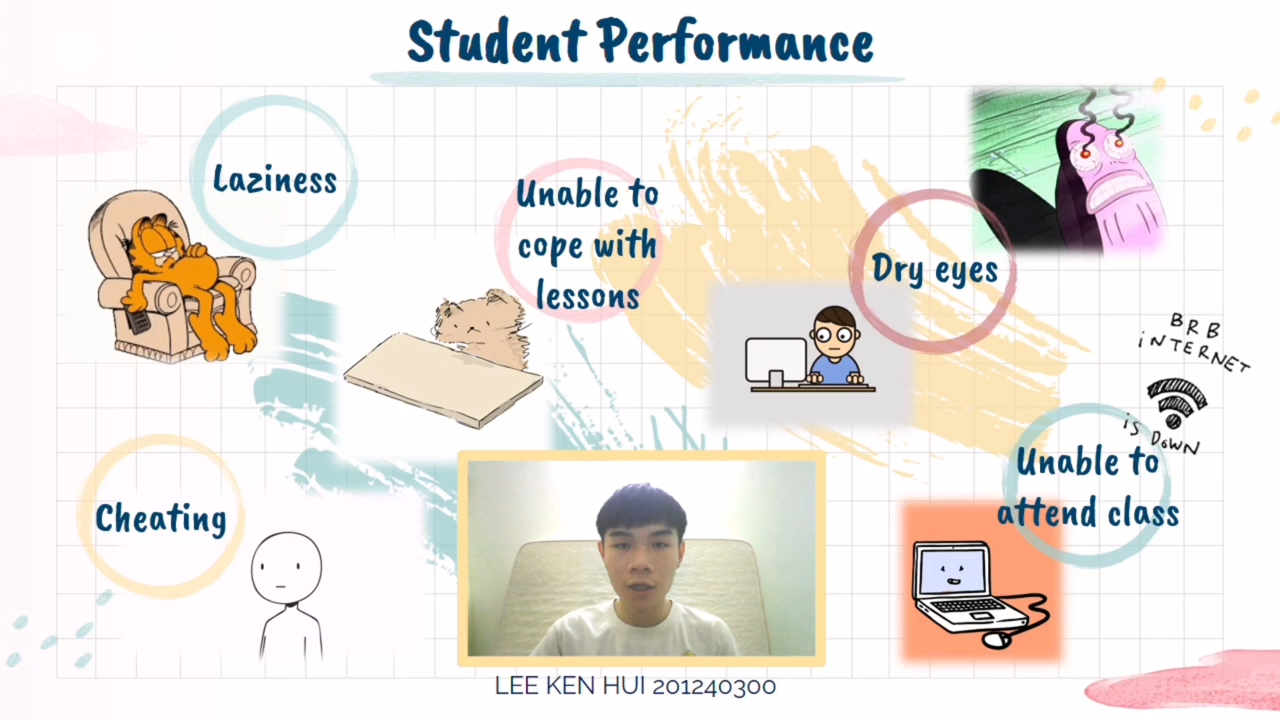 Student Performance
Laziness
Unable to
cope with
lessons
Dry eyes
BRB
iNTERNET
is DOWN
Unable to
attend class
Cheating
LEE KEN HUI 201240300